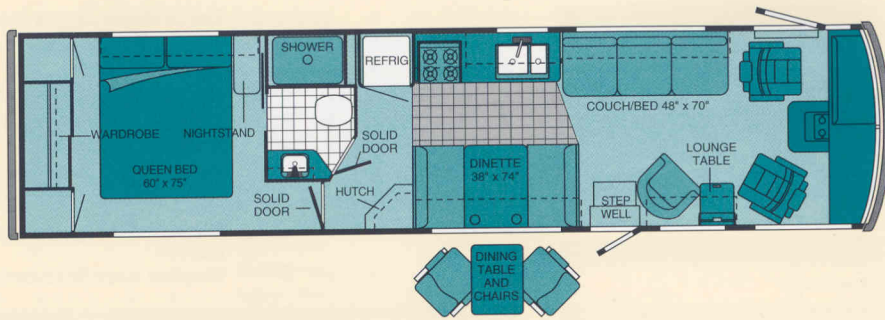 SHOWER
REFRIG
COUCH/BED 48" x 70"
WARDROBE
NIGHTSTAND
SOLID
DOOR
QUEEN BED
60" x 75"
DINETTE
38" x 74"
LOUNGE
TABLE
SOLID
DOOR
HUTCH
STEP
WELL
DINING
TABLE
AND
CHAIRS